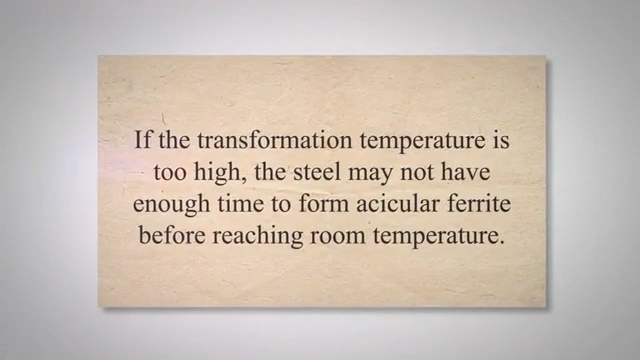 If the transformation temperature is
too high, the steel may not have
enough time to form acicular ferrite
before reaching room temperature.